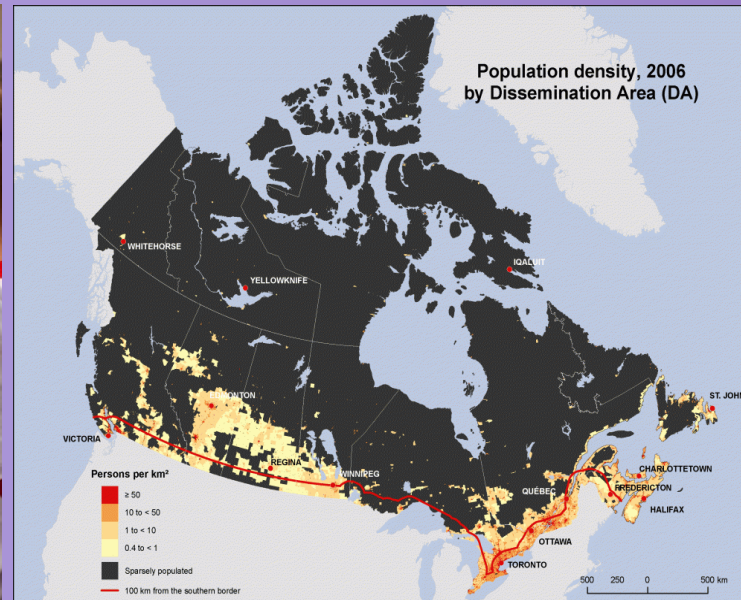 Population density, 2006
by Dissemination Area (DA)
WHITEHORSE
YELLOWKNIFE
IQALUIT
EDMONTON
ST. JOHN
VICTORIA
REGINA
WINNIPEG
CHARLOTTETOWN
QUÉBEC
FREDERICTON
HALIFAX
OTTAWA
TORONTO
Persons per km²
≥ 50
10 to < 50
1 to < 10
0.4 to < 1
Sparsely populated
100 km from the southern border
500 250 0 500 km